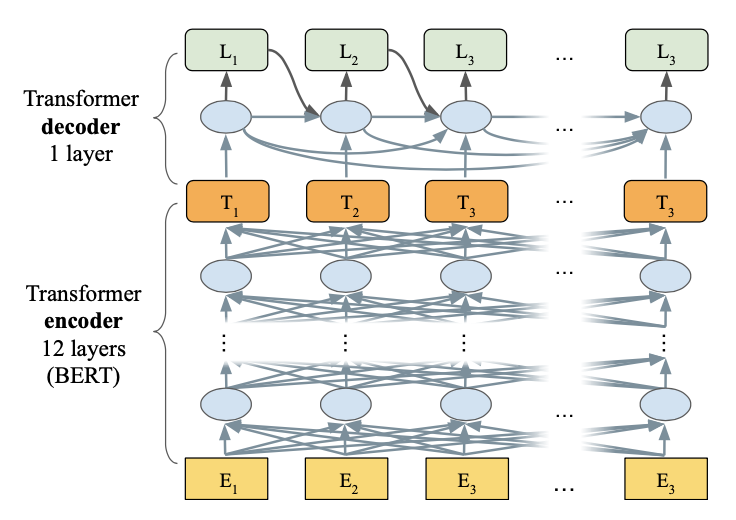 L1 L2 L3 ... L3
Transformer
decoder
1 layer
...
T1 T2 T3 ... T3
...
Transformer
encoder
12 layers
(BERT)
⋮ ⋮ ⋮ ⋮
...
E1 E2 E3 ... E3